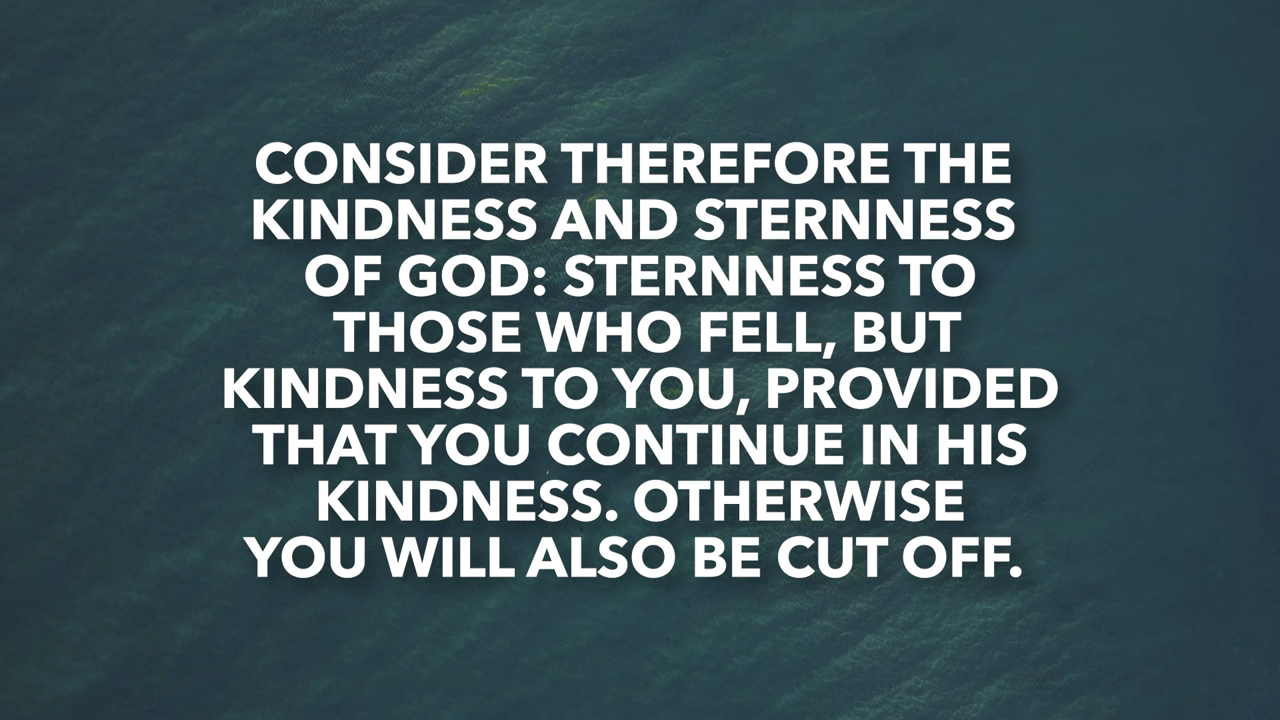 CONSIDER THEREFORE THE
KINDNESS AND STERNNESS
OF GOD: STERNNESS TO
THOSE WHO FELL, BUT
KINDNESS TO YOU, PROVIDED
THAT YOU CONTINUE IN HIS
KINDNESS. OTHERWISE
YOU WILL ALSO BE CUT OFF.